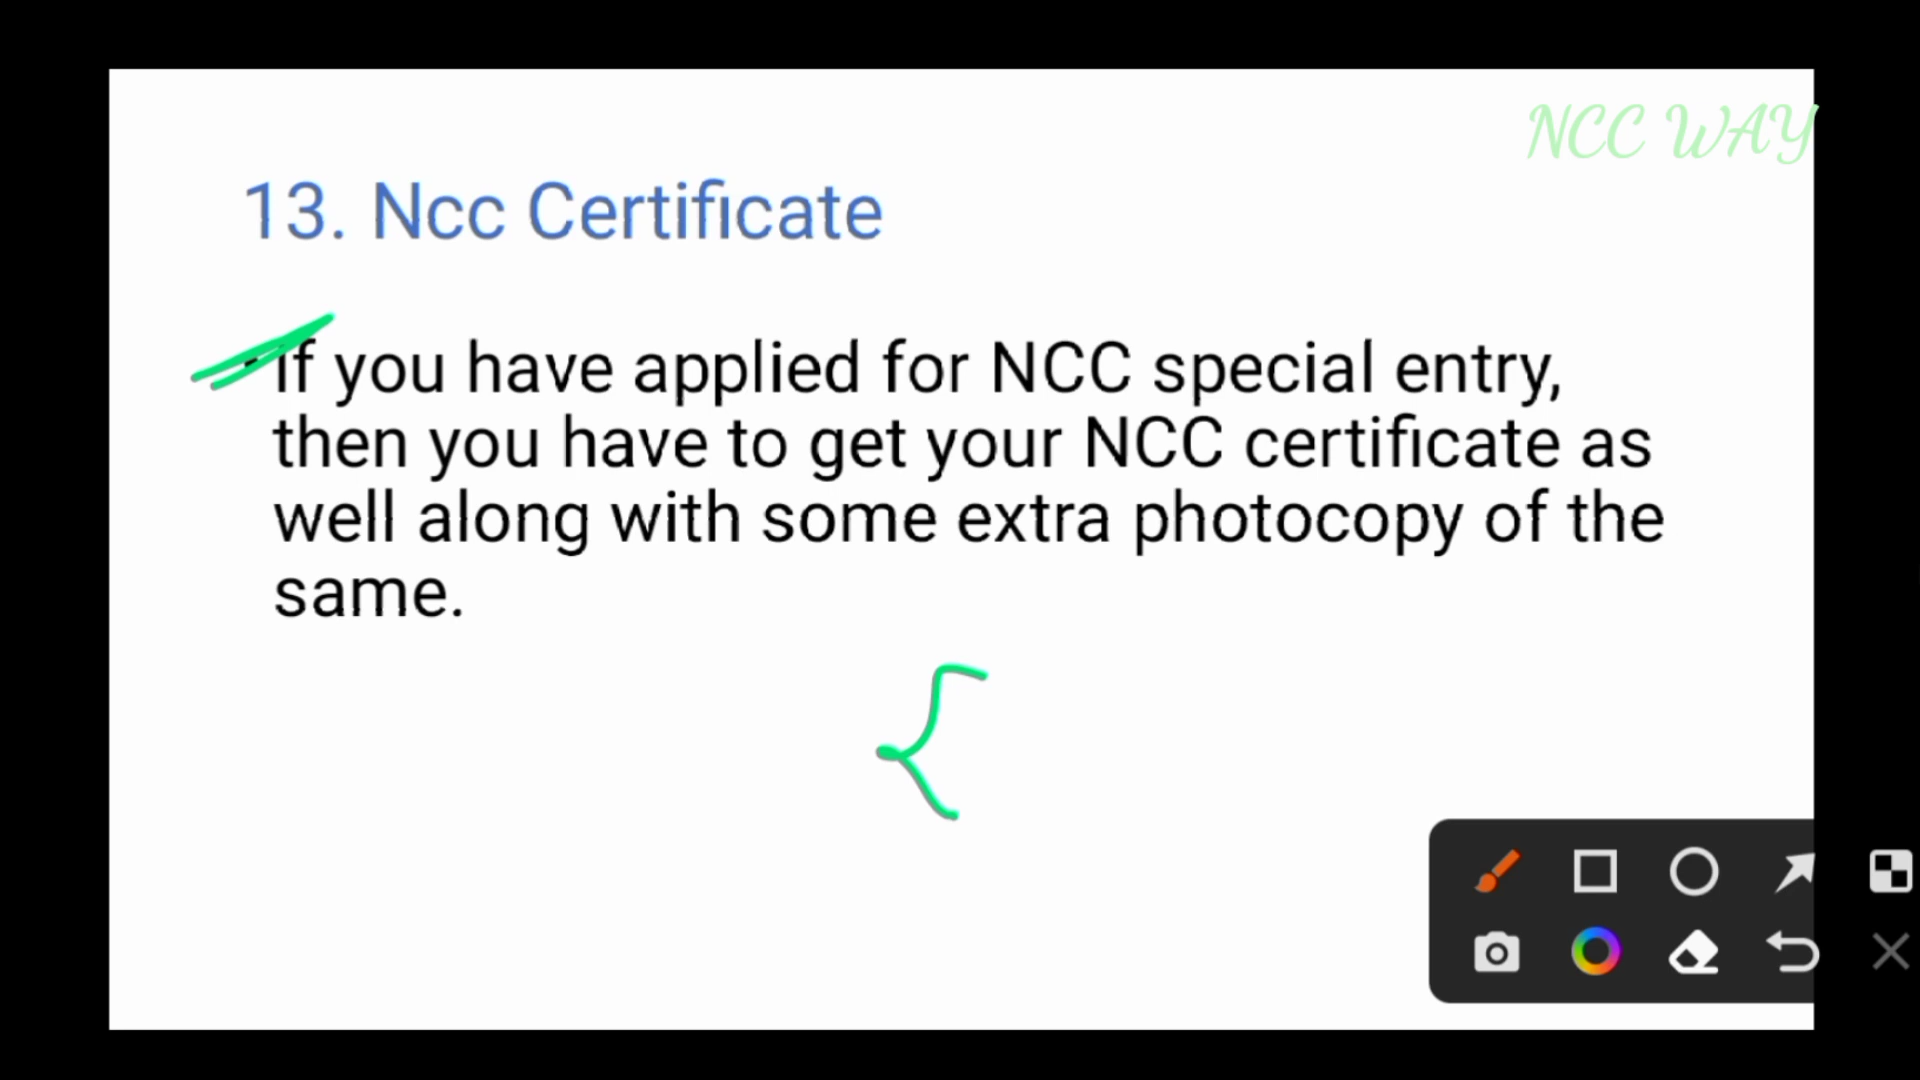 NCC WAY
13. Ncc Certificate
• If you have applied for NCC special entry,
then you have to get your NCC certificate as
well along with some extra photocopy of the
same.